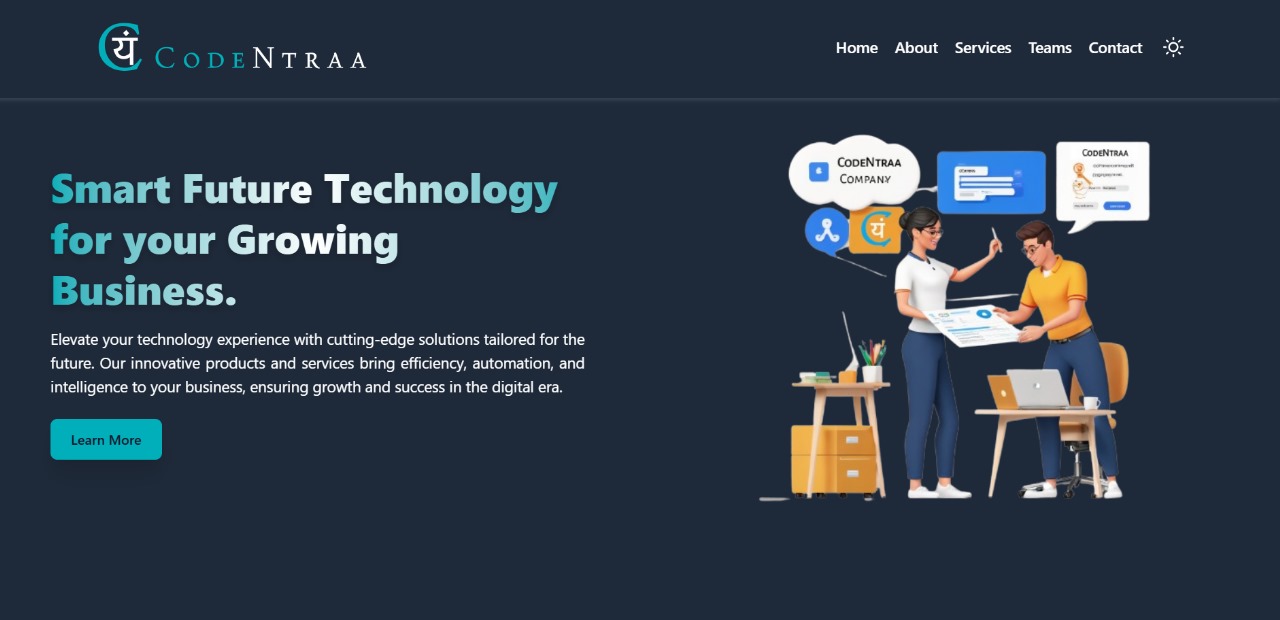 यं CODENTRAA
Home About Services Teams Contact
Smart Future Technology
for your Growing
Business.
Elevate your technology experience with cutting-edge solutions tailored for the
future. Our innovative products and services bring efficiency, automation, and
intelligence to your business, ensuring growth and success in the digital era.
Learn More
CODENTRAA
COMPANY
CODENTRAA
यं